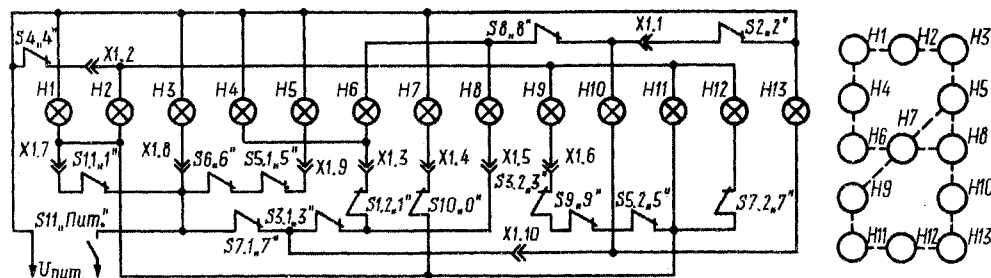 S4„4"
X1.2
S8„8"
X1.1
S2„2"
H1
H2
H3
H4
H5
H6
H7
H8
H9
H10
H11
H12
H13
X1.7
S1.1„1"
X1.8
S6„6"
S5.1„5"
X1.9
X1.3
X1.4
X1.5
X1.6
S1.2„1"
S10„0"
S3.2„3"
S9„9"
S5.2„5"
S7.2„7"
S11„Пит."
S7.1„7"
S3.1„3"
X1.10
Uпит
H1 H2 H3
H4 H5
H6 H7 H8
H9 H10
H11 H12 H13